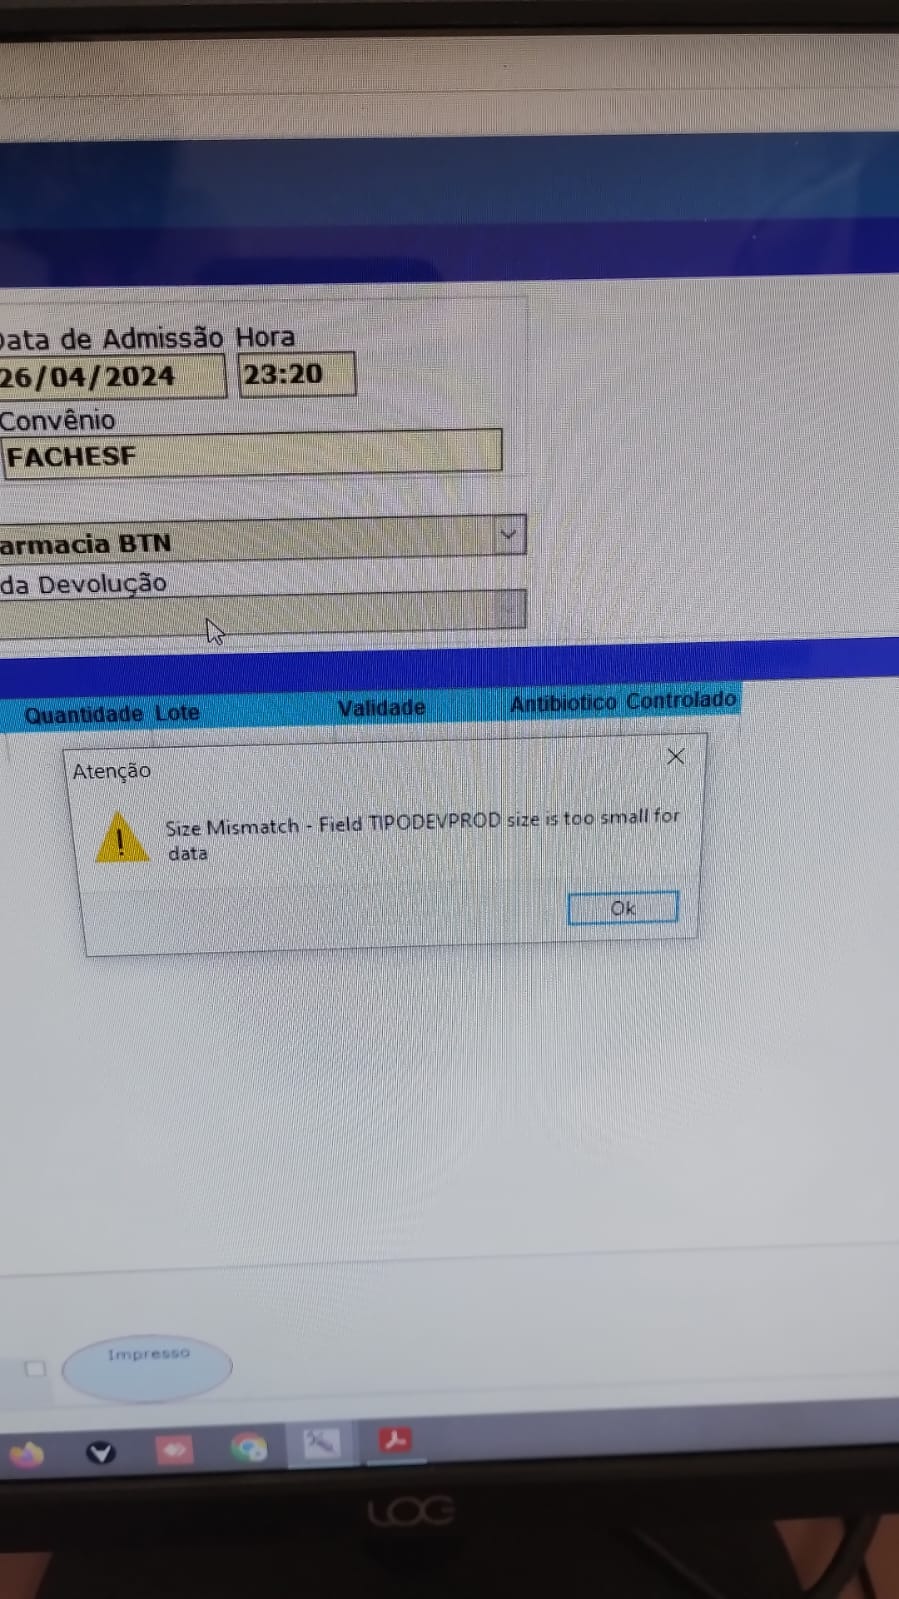 Data de Admissão Hora
26/04/2024 23:20
Convênio
FACHESF
armacia BTN
da Devolução
Quantidade Lote Validade Antibiotico Controlado
Atenção
Size Mismatch - Field TIPODEVPROD size is too small for
data
Ok
Impresso
LOG